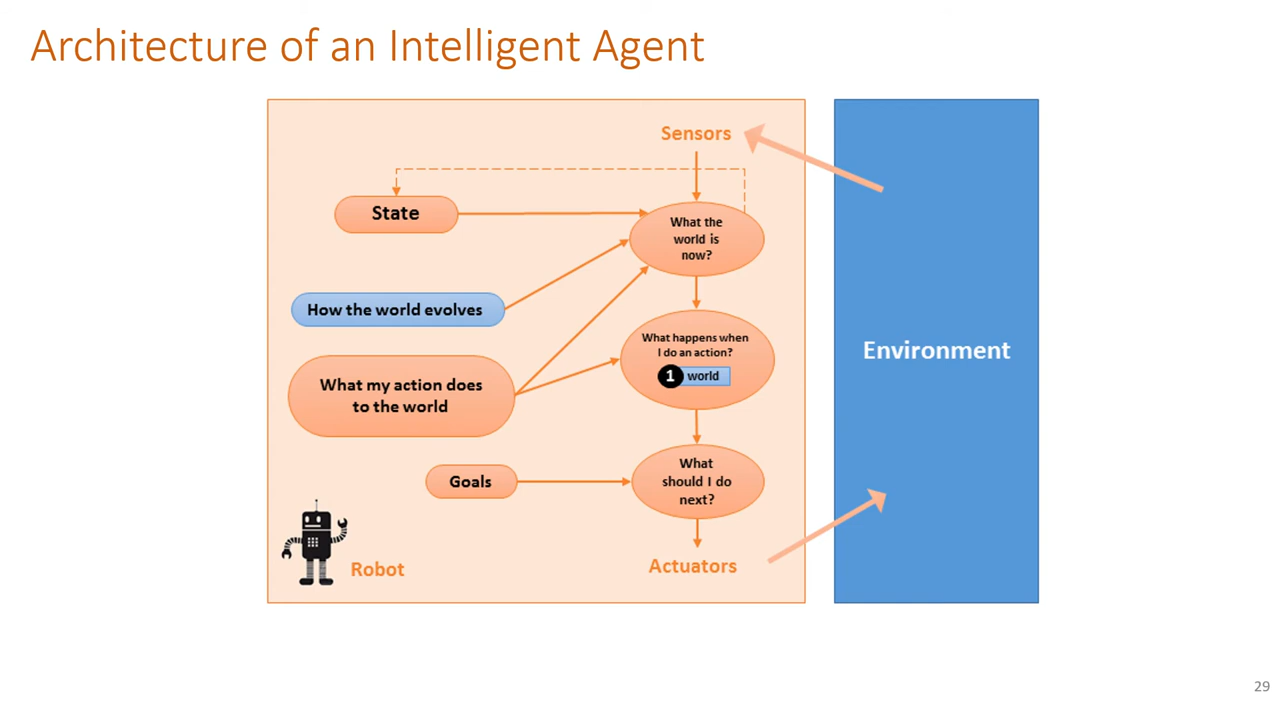 Architecture of an Intelligent Agent
Sensors
State
What the
world is
now?
How the world evolves
What happens when
I do an action?
1 world
What my action does
to the world
Environment
Goals
What
should I do
next?
Robot
Actuators
29